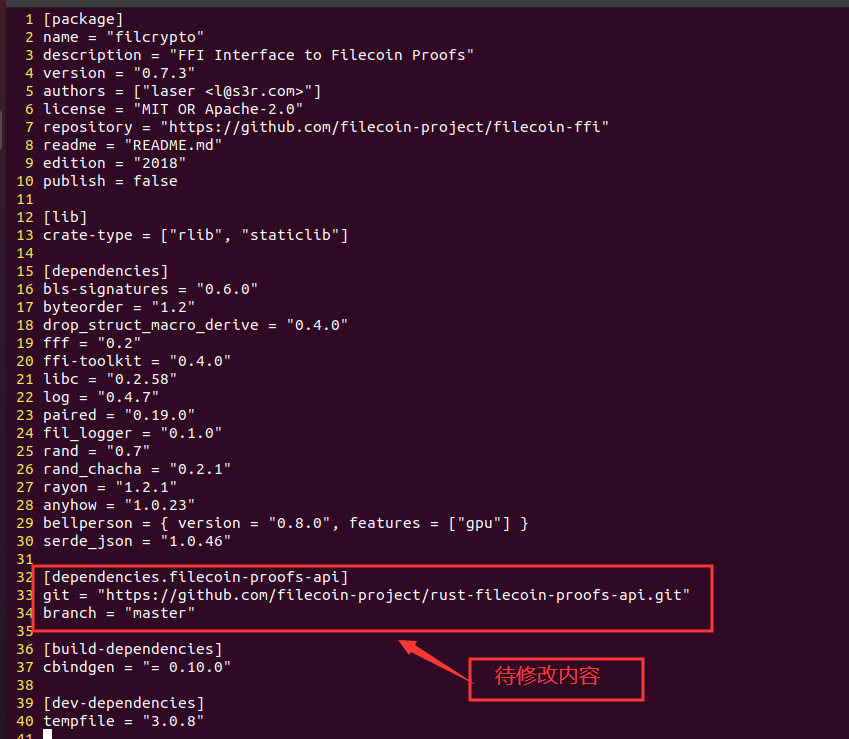 1 [package]
2 name = "filcrypto"
3 description = "FFI Interface to Filecoin Proofs"
4 version = "0.7.3"
5 authors = ["laser <l@s3r.com>"]
6 license = "MIT OR Apache-2.0"
7 repository = "https://github.com/filecoin-project/filecoin-ffi"
8 readme = "README.md"
9 edition = "2018"
10 publish = false
11
12 [lib]
13 crate-type = ["rlib", "staticlib"]
14
15 [dependencies]
16 bls-signatures = "0.6.0"
17 byteorder = "1.2"
18 drop_struct_macro_derive = "0.4.0"
19 fff = "0.2"
20 ffi-toolkit = "0.4.0"
21 libc = "0.2.58"
22 log = "0.4.7"
23 paired = "0.19.0"
24 fil_logger = "0.1.0"
25 rand = "0.7"
26 rand_chacha = "0.2.1"
27 rayon = "1.2.1"
28 anyhow = "1.0.23"
29 bellperson = { version = "0.8.0", features = ["gpu"] }
30 serde_json = "1.0.46"
31
32 [dependencies.filecoin-proofs-api]
33 git = "https://github.com/filecoin-project/rust-filecoin-proofs-api.git"
34 branch = "master"
35
36 [build-dependencies]
37 cbindgen = "= 0.10.0"
待修改内容
38
39 [dev-dependencies]
40 tempfile = "3.0.8"
41